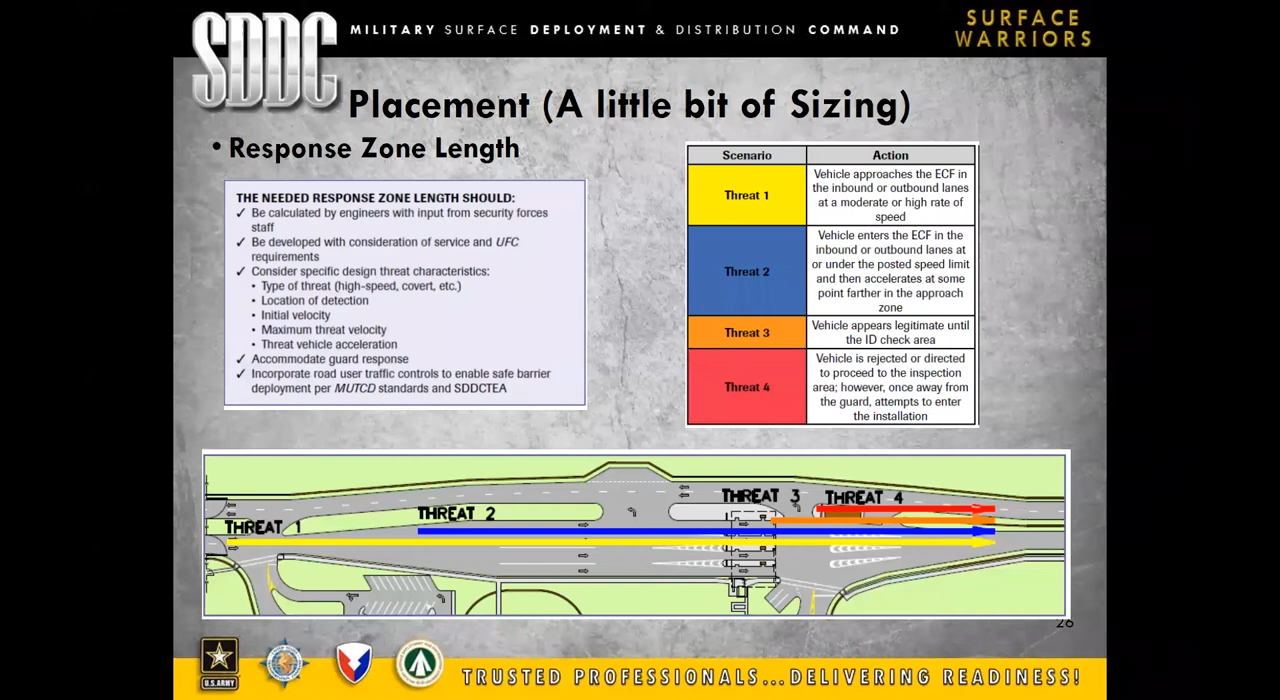 SDDC
MILITARY SURFACE DEPLOYMENT & DISTRIBUTION COMMAND
SURFACE
WARRIORS
Placement (A little bit of Sizing)
• Response Zone Length
THE NEEDED RESPONSE ZONE LENGTH SHOULD:
✓ Be calculated by engineers with input from security forces
staff
✓ Be developed with consideration of service and UFC
requirements
✓ Consider specific design threat characteristics:
• Type of threat (high-speed, covert, etc.)
• Location of detection
• Initial velocity
• Maximum threat velocity
• Threat vehicle acceleration
✓ Accommodate guard response
✓ Incorporate road user traffic controls to enable safe barrier
deployment per MUTCD standards and SDDCTEA
Scenario Action
Threat 1
Vehicle approaches the ECF in
the inbound or outbound lanes
at a moderate or high rate of
speed
Threat 2
Vehicle enters the ECF in the
inbound or outbound lanes at
or under the posted speed limit
and then accelerates at some
point farther in the approach
zone
Threat 3
Vehicle appears legitimate until
the ID check area
Threat 4
Vehicle is rejected or directed
to proceed to the inspection
area; however, once away from
the guard, attempts to enter
the installation
THREAT 1
THREAT 2
THREAT 3
THREAT 4
26
U.S. ARMY
TRUSTED PROFESSIONALS...DELIVERING READINESS!